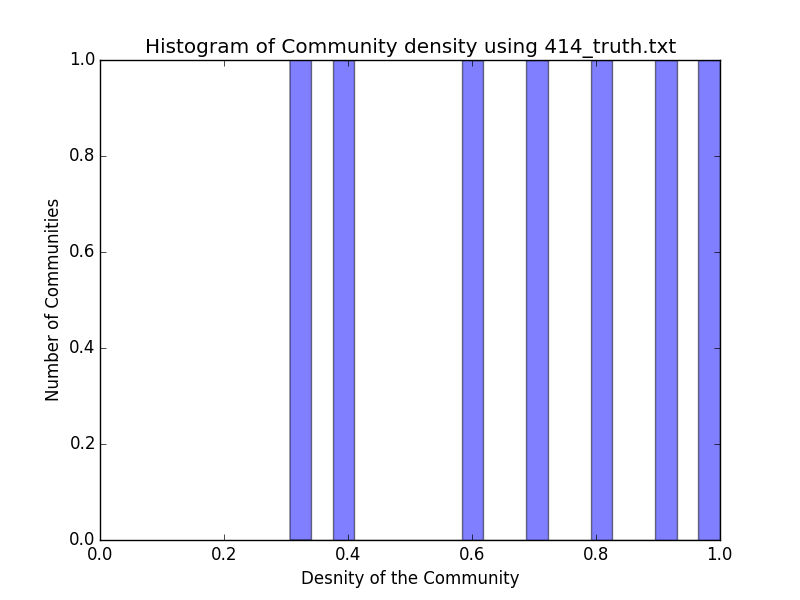 Histogram of Community density using 414_truth.txt
1.0
0.8
0.6
0.4
0.2
0.0
Number of Communities
0.0 0.2 0.4 0.6 0.8 1.0
Desnity of the Community